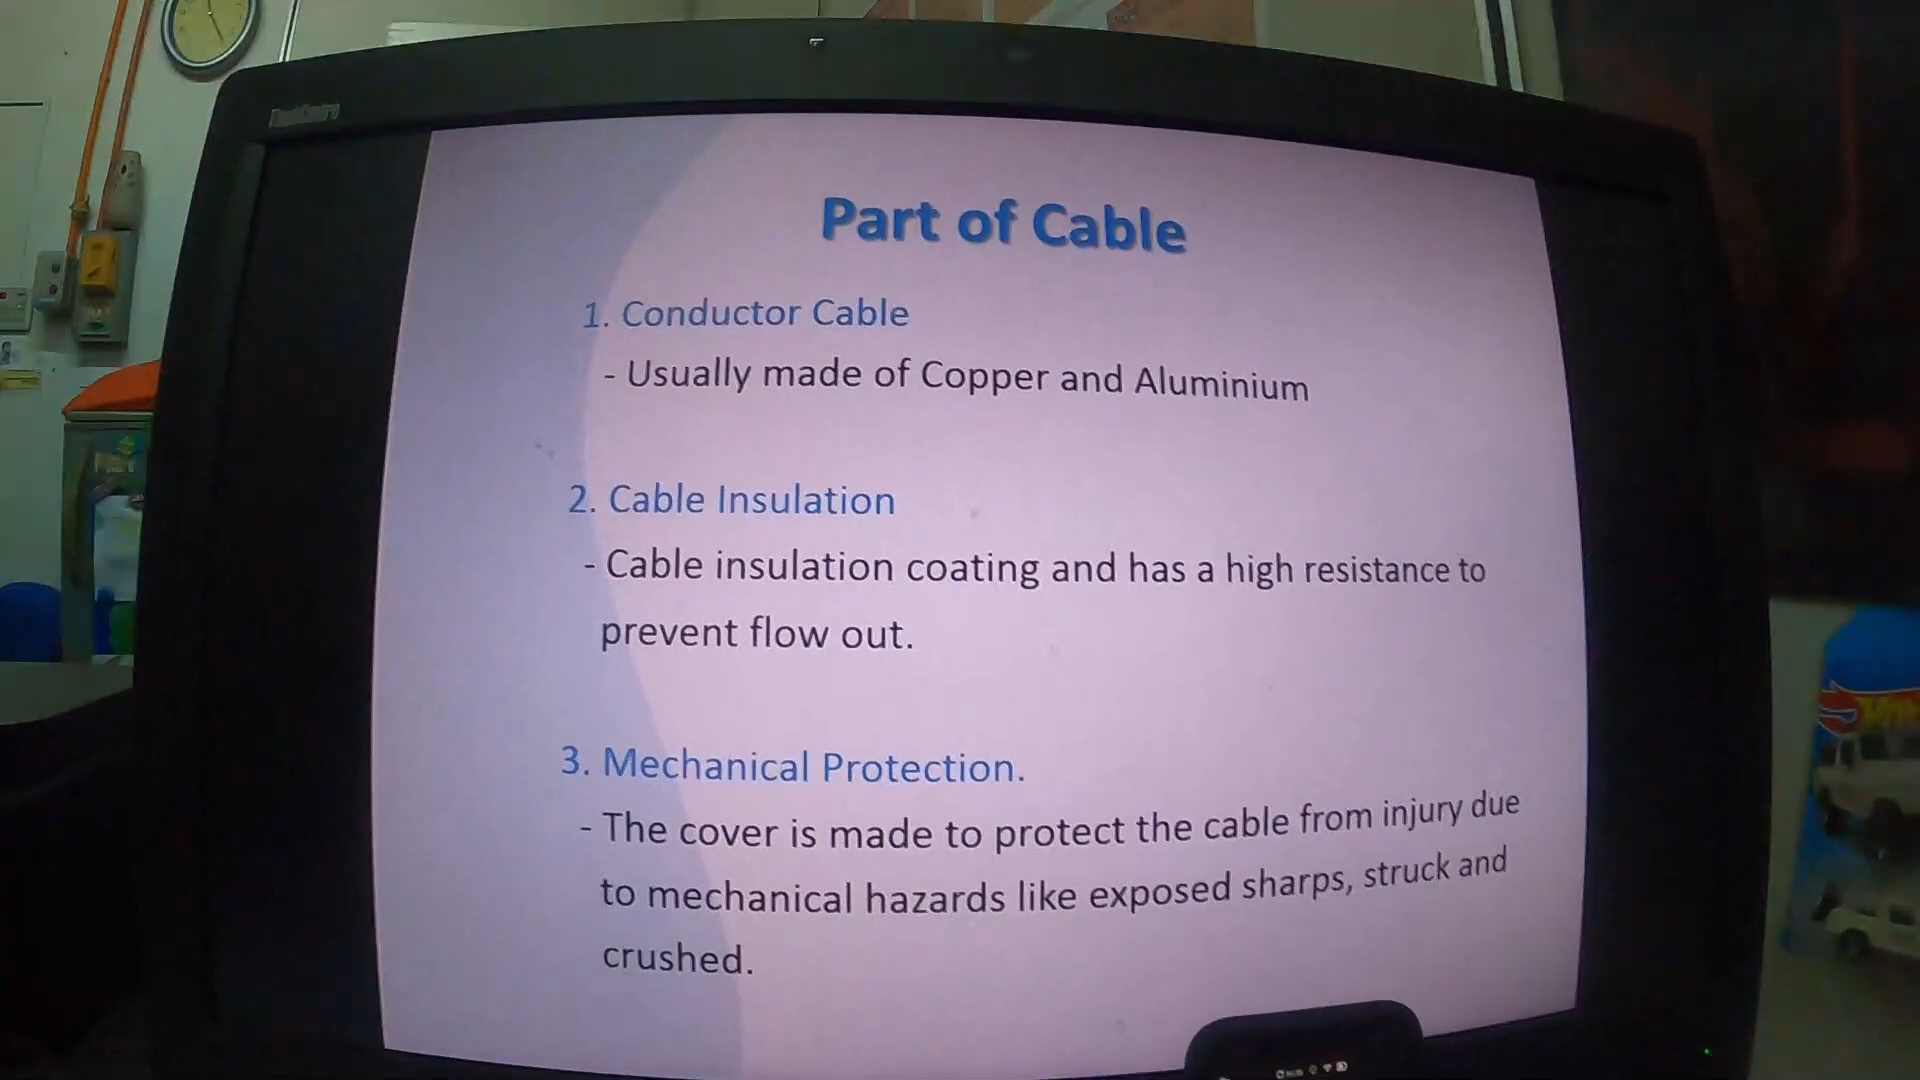 Part of Cable
1. Conductor Cable
- Usually made of Copper and Aluminium
2. Cable Insulation
- Cable insulation coating and has a high resistance to
prevent flow out.
3. Mechanical Protection.
- The cover is made to protect the cable from injury due
to mechanical hazards like exposed sharps, struck and
crushed.